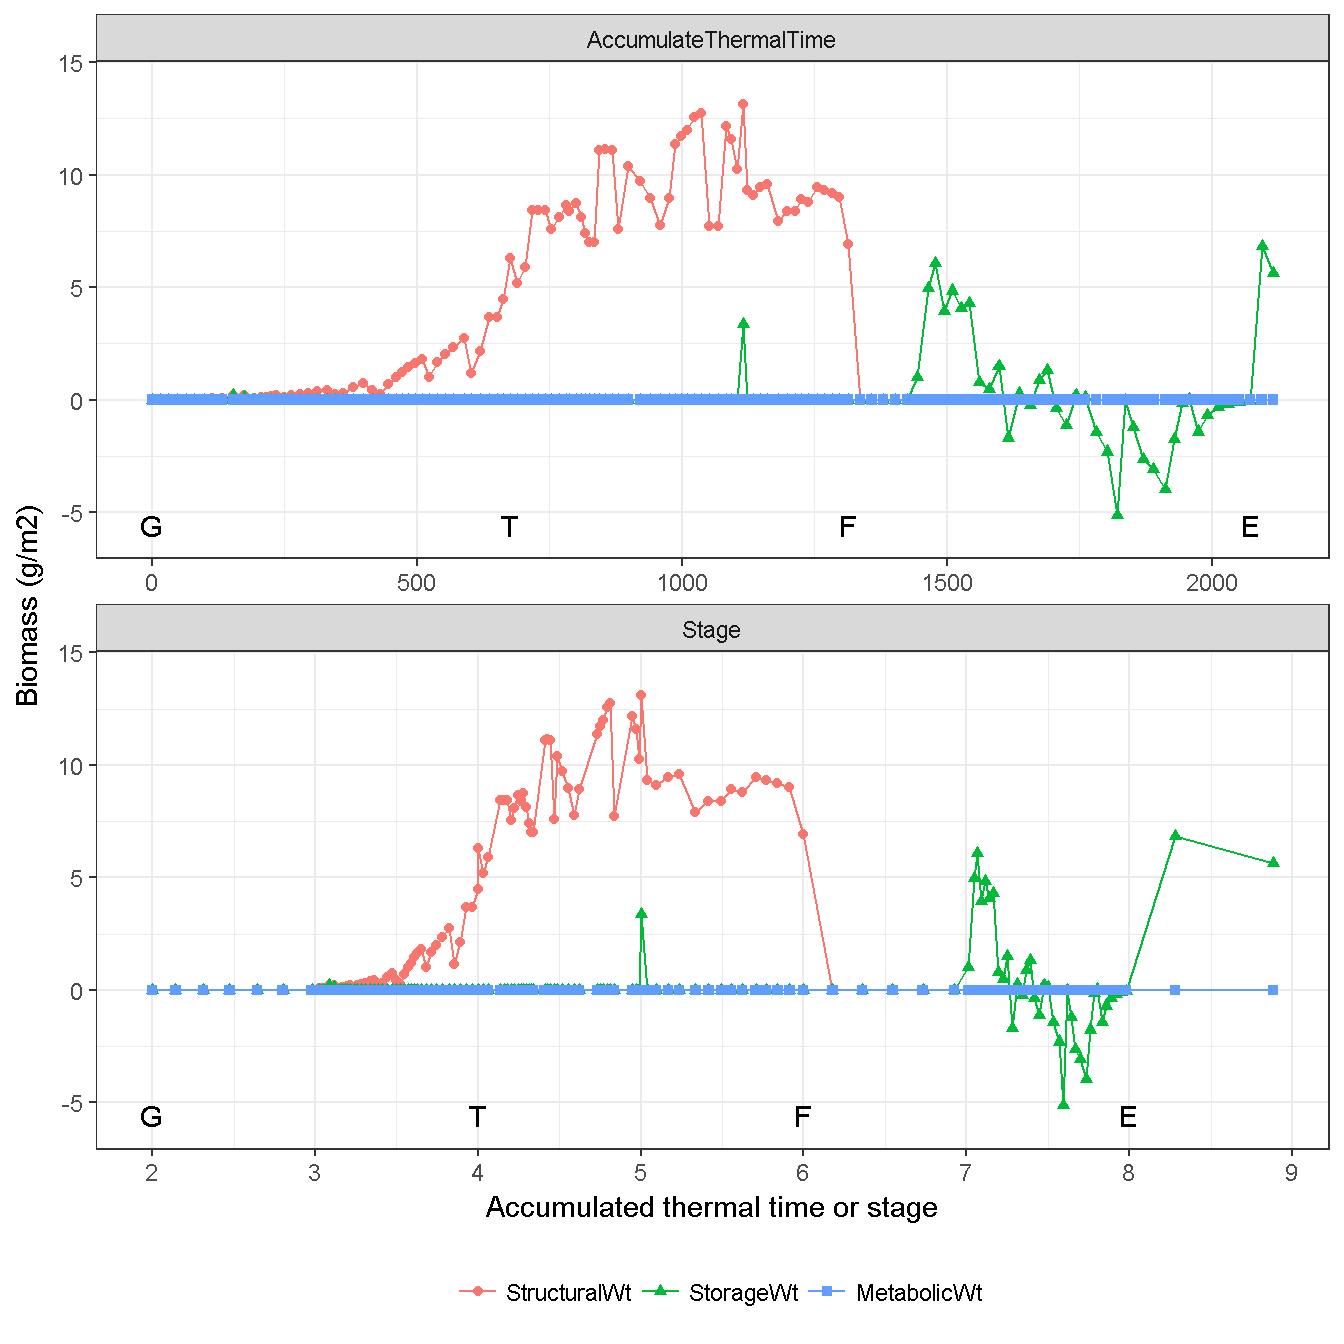 AccumulateThermalTime
15
10
5
0
-5
G T F E
0 500 1000 1500 2000
Stage
15
10
5
0
-5
G T F E
2 3 4 5 6 7 8 9
Biomass (g/m2)
Accumulated thermal time or stage
StructuralWt StorageWt MetabolicWt